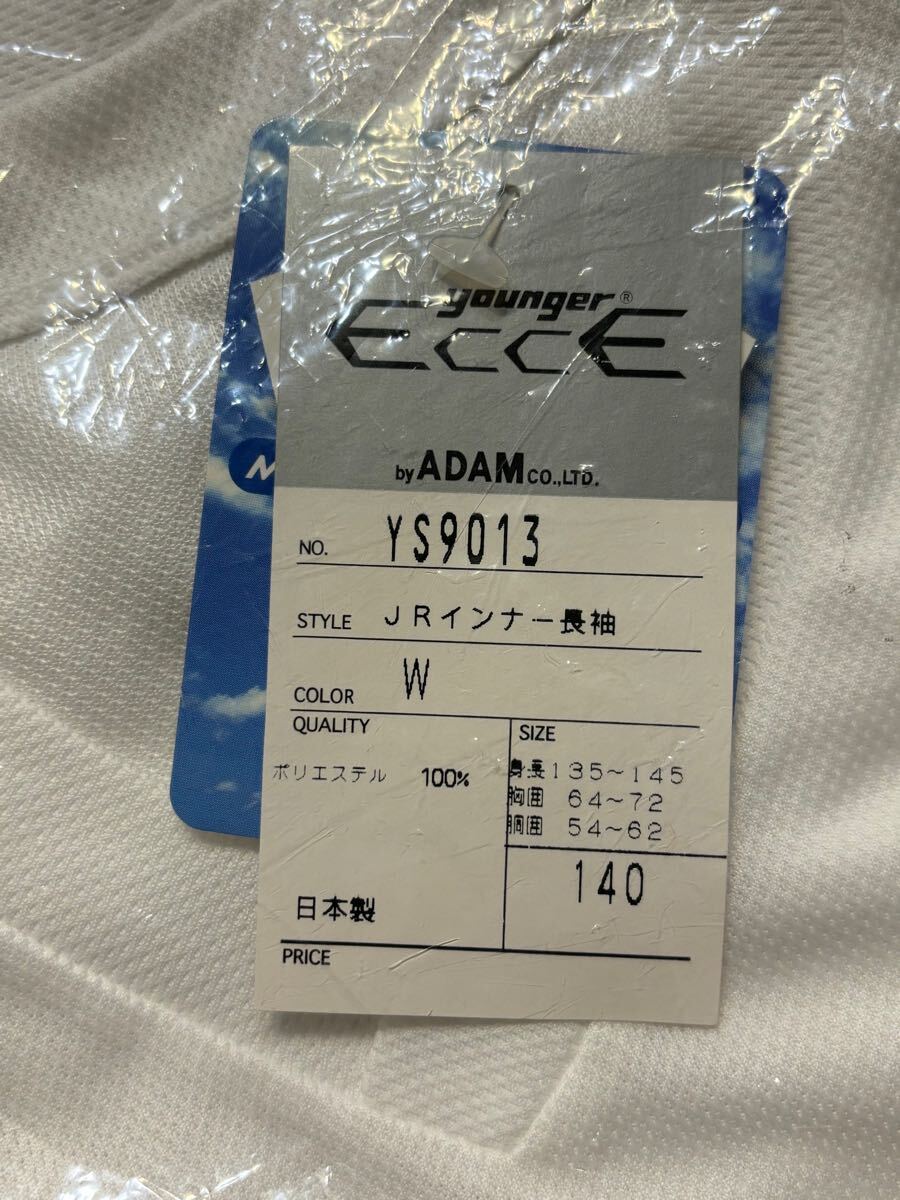 younger®
ECCE
by ADAM CO.,LTD.
M
NO. YS9013
STYLE JRインナー長袖
COLOR W
QUALITY
ポリエステル 100%
SIZE
身長135~145
胸囲 64~72
胴囲 54~62
140
日本製
PRICE